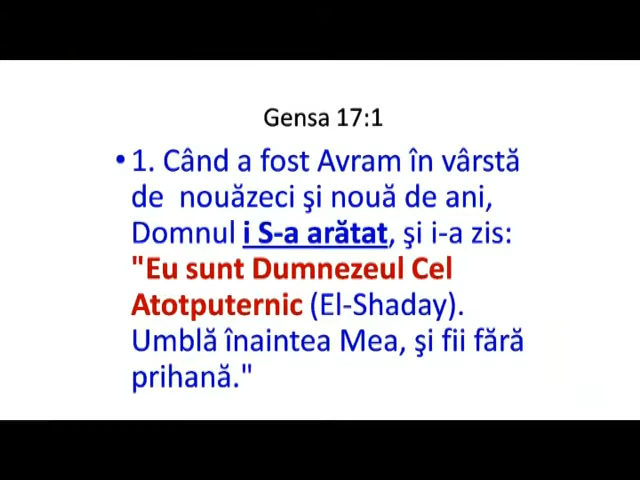 Gensa 17:1
• 1. Când a fost Avram în vârstă
de  nouăzeci şi nouă de ani,
Domnul i S-a arătat, şi i-a zis:
"Eu sunt Dumnezeul Cel
Atotputernic (El-Shaday).
Umblă înaintea Mea, şi fii fără
prihană."